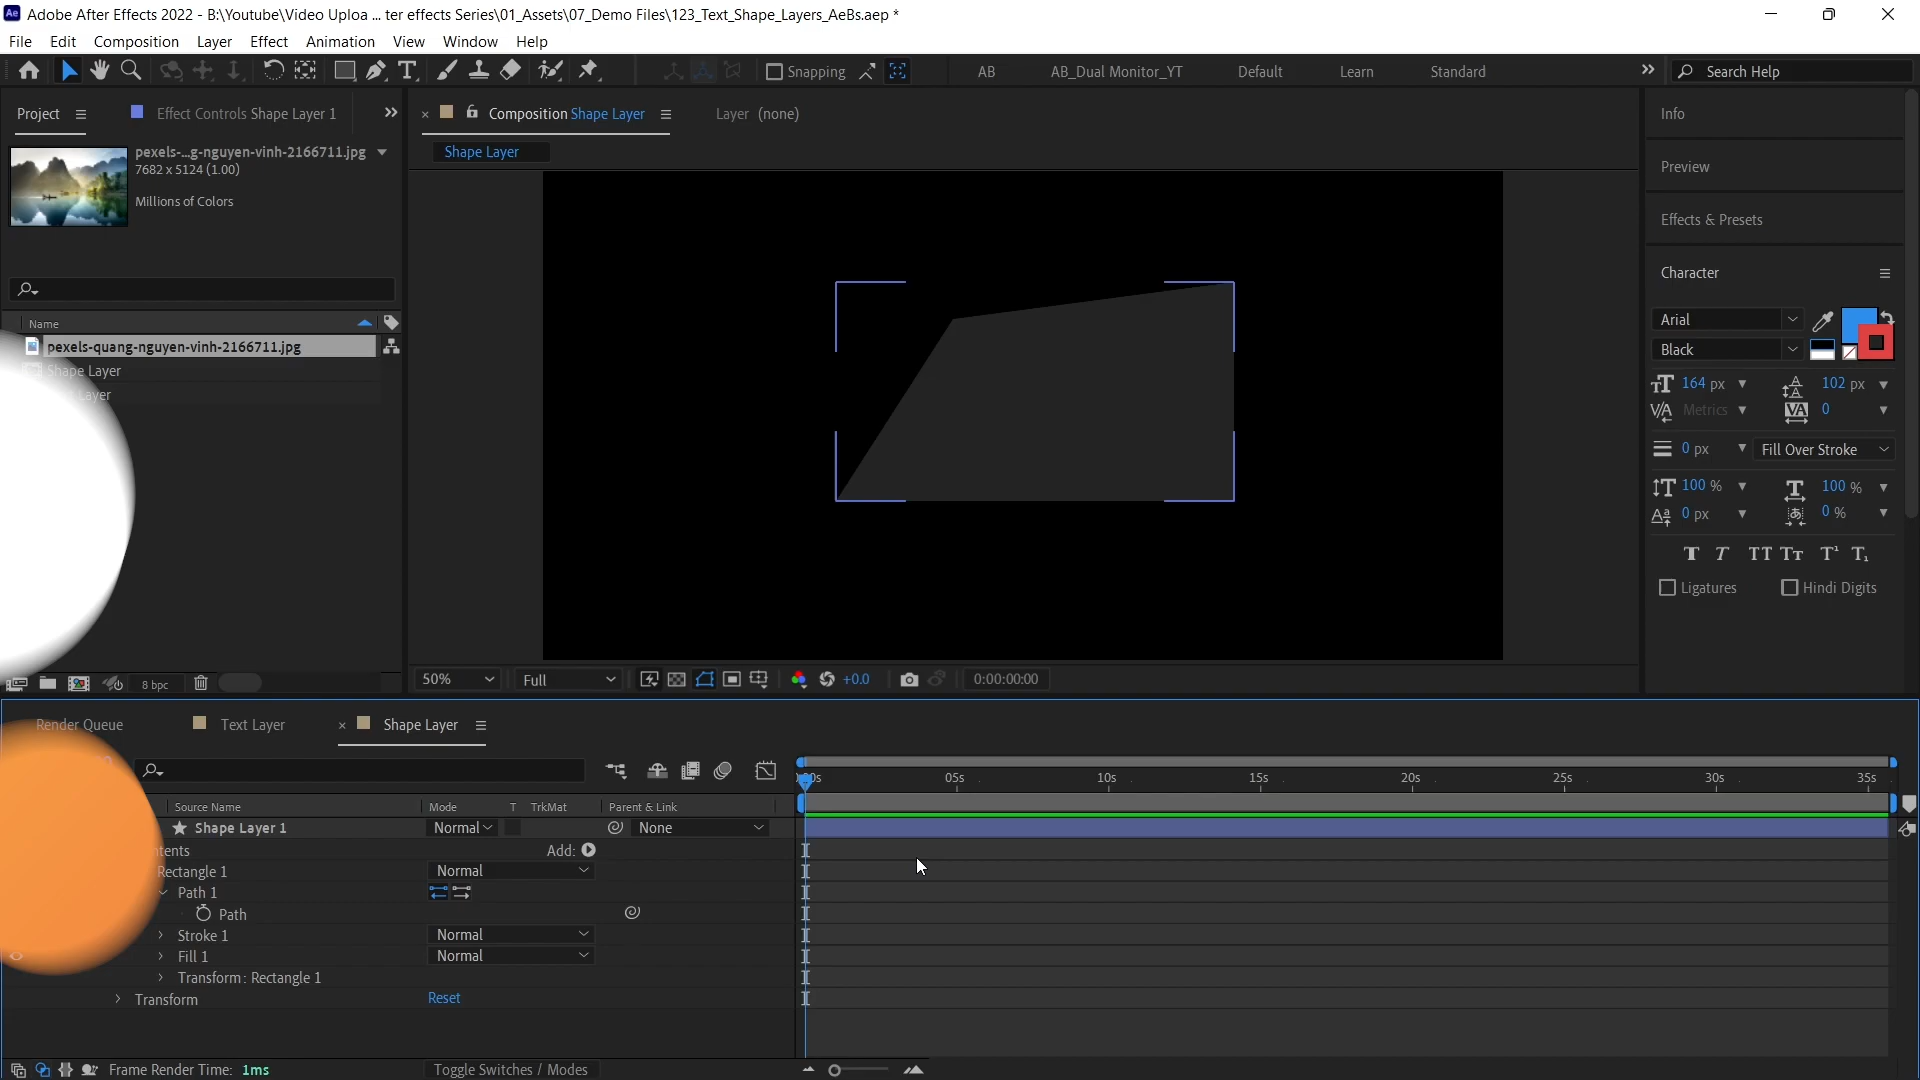 Adobe After Effects 2022 - B:\Youtube\Video Uploa ... ter effects Series\01_Assets\07_Demo Files\123_Text_Shape_Layers_AeBs.aep *
File Edit Composition Layer Effect Animation View Window Help
Snapping AB AB_Dual Monitor_YT Default Learn Standard Search Help
Project Effect Controls Shape Layer 1
Composition Shape Layer Layer (none)
Shape Layer
pexels-...g-nguyen-vinh-2166711.jpg
7682 x 5124 (1.00)
Millions of Colors
Name
pexels-quang-nguyen-vinh-2166711.jpg
Shape Layer
Layer
8 bpc
50% Full +0.0 0:00:00:00
Info
Preview
Effects & Presets
Character
Arial
Black
164 px 102 px
Metrics 0
0 px Fill Over Stroke
100 % 100 %
0 px 0 %
Ligatures Hindi Digits
Render Queue Text Layer Shape Layer
05s 10s 15s 20s 25s 30s 35s
Source Name Mode T TrkMat Parent & Link
Shape Layer 1 Normal None
Add:
Rectangle 1 Normal
Path 1
Path
Stroke 1 Normal
Fill 1 Normal
Transform: Rectangle 1
Transform Reset
Frame Render Time: 1ms Toggle Switches / Modes